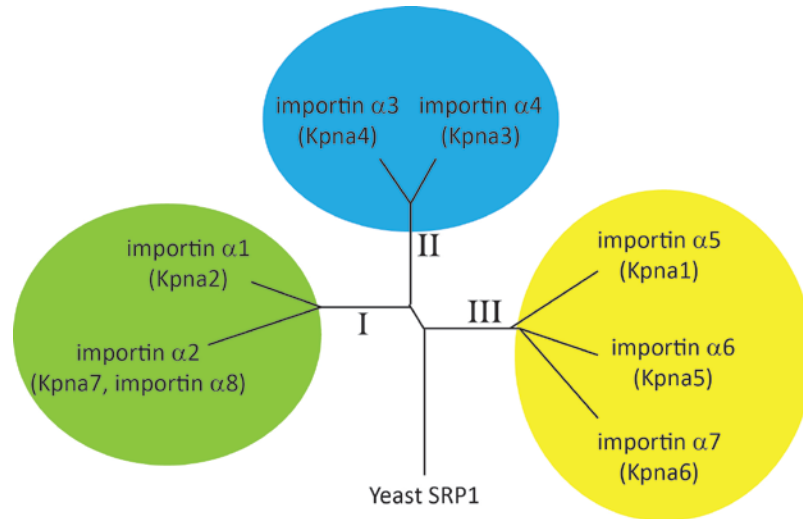 importin α3
(Kpna4)
importin α4
(Kpna3)
II
importin α1
(Kpna2)
importin α2
(Kpna7, importin α8)
I
III
importin α5
(Kpna1)
importin α6
(Kpna5)
importin α7
(Kpna6)
Yeast SRP1